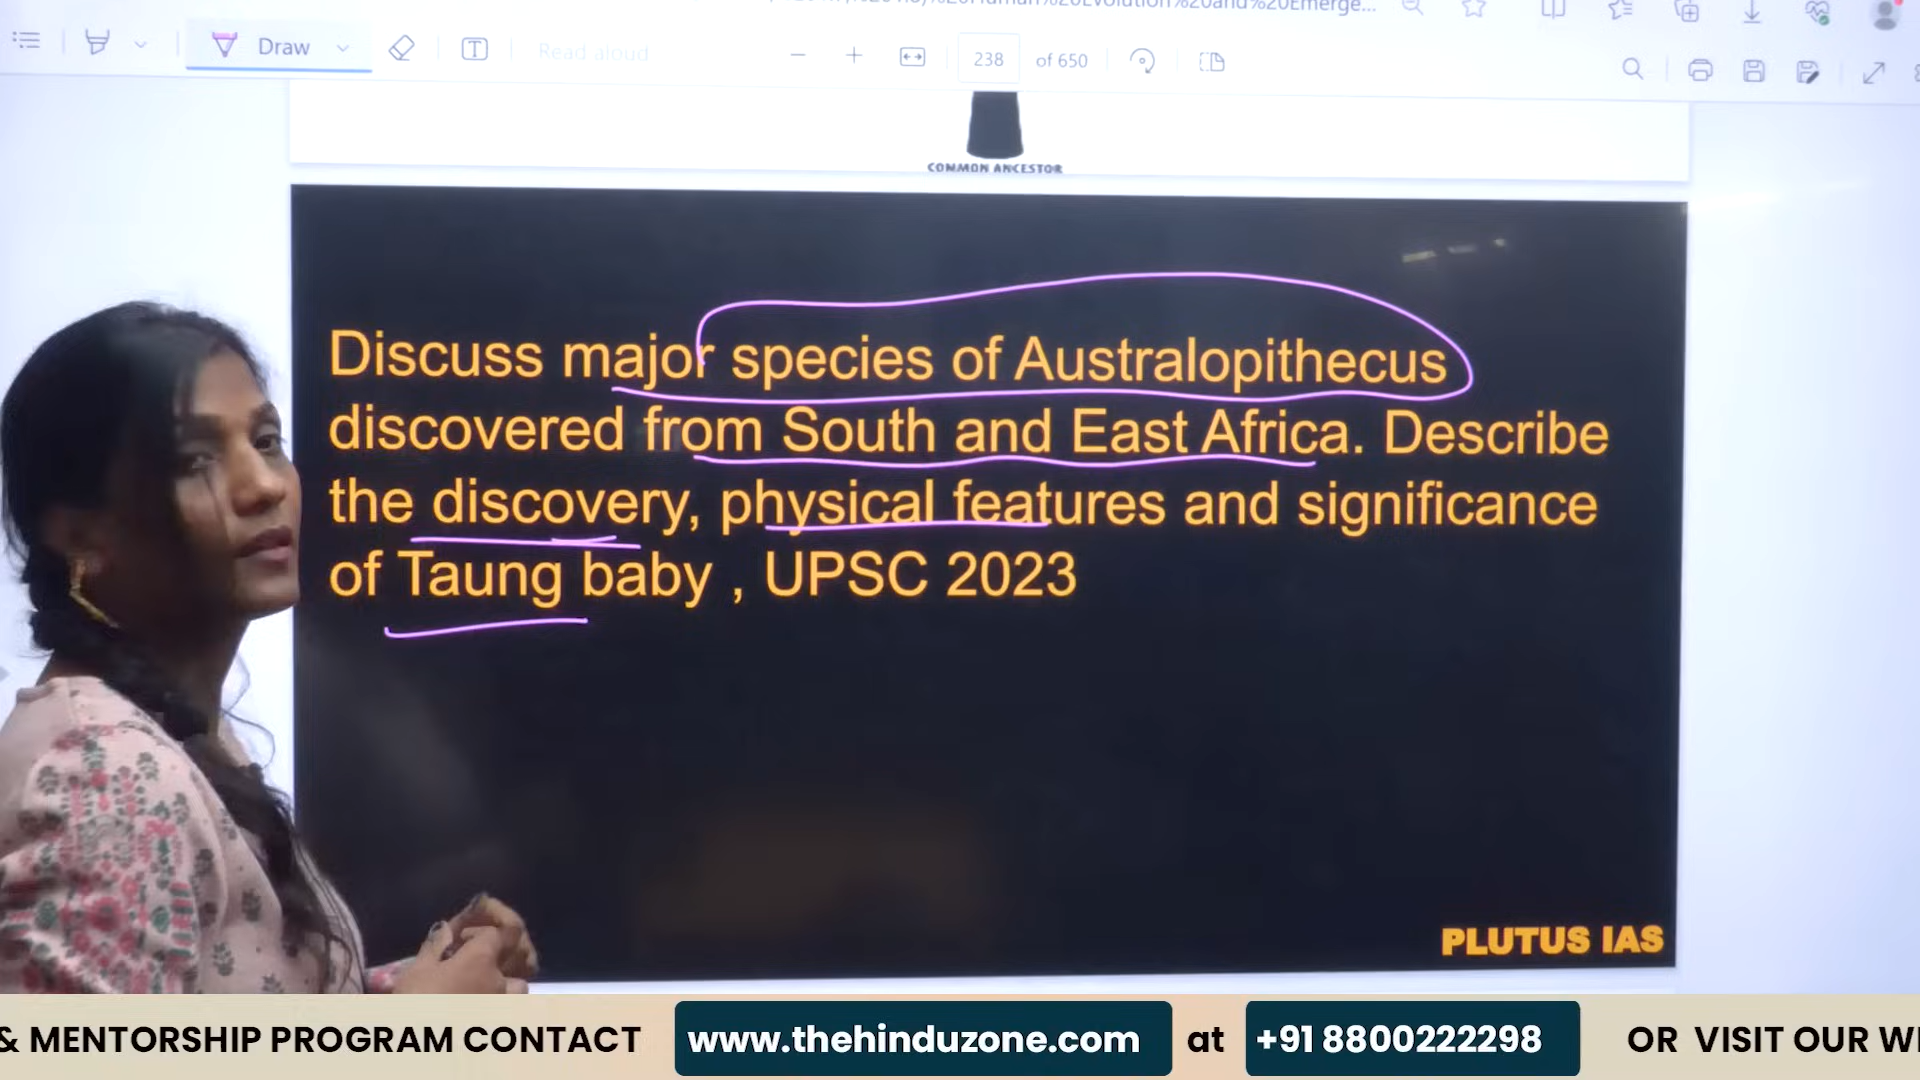 Draw
Read aloud
238
of 650
COMMON ANCESTOR
Discuss major species of Australopithecus
discovered from South and East Africa. Describe
the discovery, physical features and significance
of Taung baby , UPSC 2023
PLUTUS IAS
& MENTORSHIP PROGRAM CONTACT www.thehinduzone.com at +91 8800222298 OR VISIT OUR